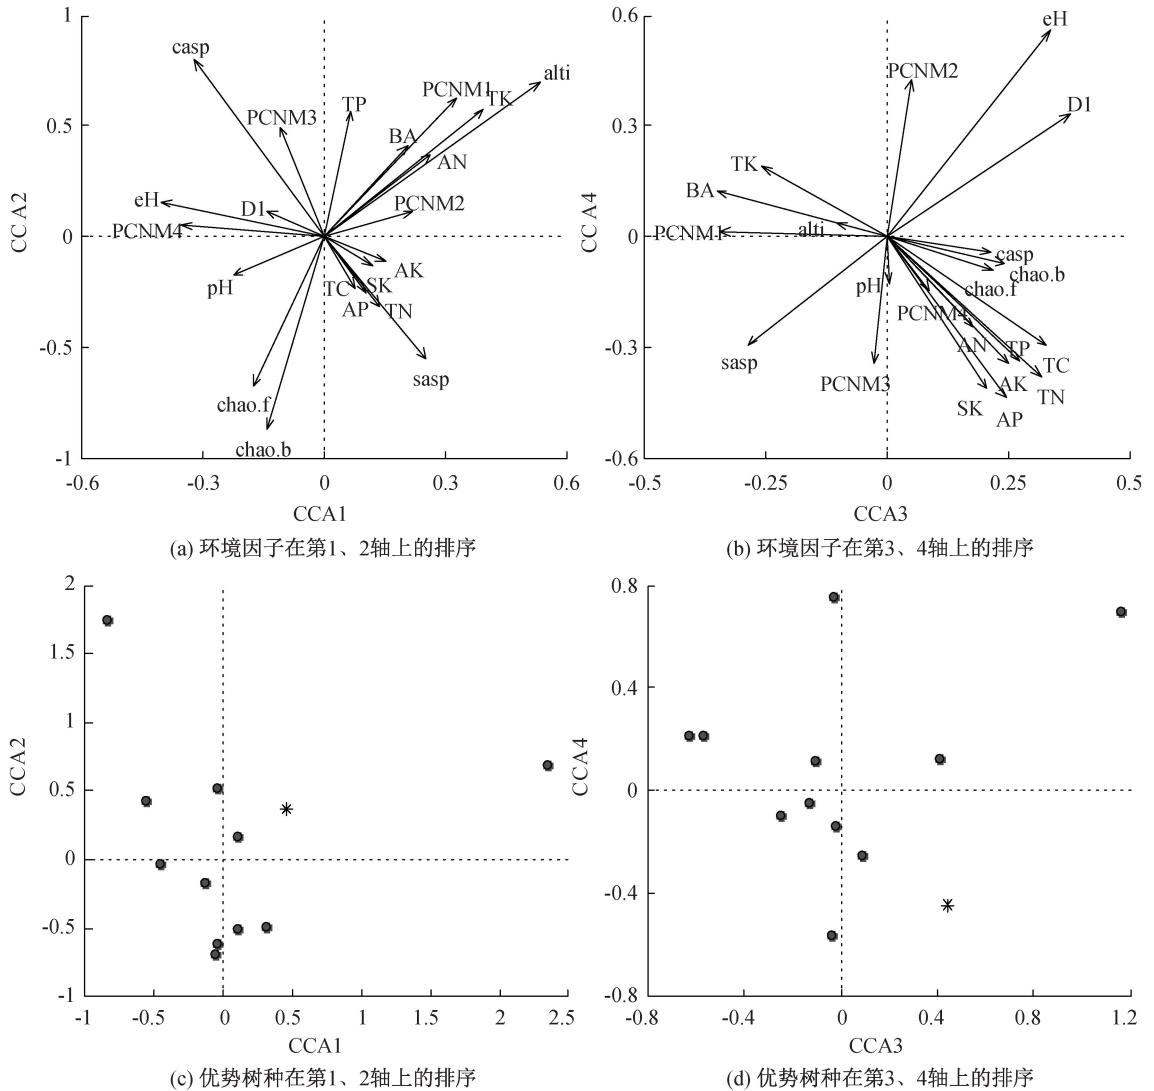 1
0.5
0
-0.5
-1
CCA2
casp
alti
PCNM1
TK
TP
PCNM3
BA
AN
eH
D1
PCNM2
PCNM4
pH
AK
TC
SK
AP
TN
sasp
chao.f
chao.b
-0.6
-0.3
0
0.3
0.6
CCA1
(a) 环境因子在第1、2轴上的排序
0.6
0.3
0
-0.3
-0.6
CCA4
eH
PCNM2
D1
TK
BA
PCNM1
alti
casp
chao.b
pH
chao.f
PCNM4
AN
TP
sasp
TC
PCNM3
AK
TN
SK
AP
-0.5
-0.25
0
0.25
0.5
CCA3
(b) 环境因子在第3、4轴上的排序
2
1.5
1
0.5
0
-0.5
-1
CCA2
-1
-0.5
0
0.5
1
1.5
2
2.5
CCA1
(c) 优势树种在第1、2轴上的排序
0.8
0.4
0
-0.4
-0.8
CCA4
-0.8
-0.4
0
0.4
1.2
CCA3
(d) 优势树种在第3、4轴上的排序